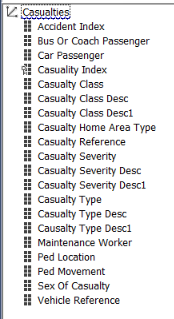 Casualties
Accident Index
Bus Or Coach Passenger
Car Passenger
Casuality Index
Casualty Class
Casualty Class Desc
Casualty Class Desc1
Casualty Home Area Type
Casualty Reference
Casualty Severity
Casualty Severity Desc
Casualty Severity Desc1
Casualty Type
Casualty Type Desc
Causalty Type Desc1
Maintenance Worker
Ped Location
Ped Movement
Sex Of Casualty
Vehicle Reference